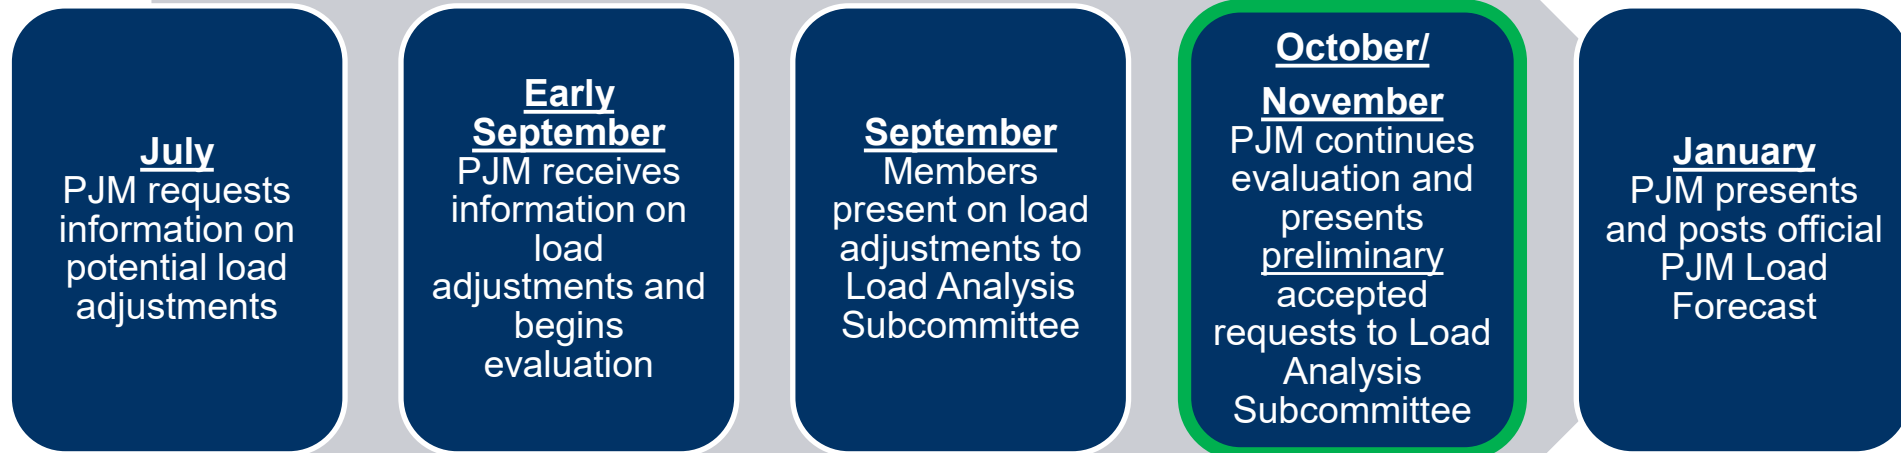 July
PJM requests
information on
potential load
adjustments
Early
September
PJM receives
information on
load
adjustments and
begins
evaluation
September
Members
present on load
adjustments to
Load Analysis
Subcommittee
October/
November
PJM continues
evaluation and
presents
preliminary
accepted
requests to Load
Analysis
Subcommittee
January
PJM presents
and posts official
PJM Load
Forecast